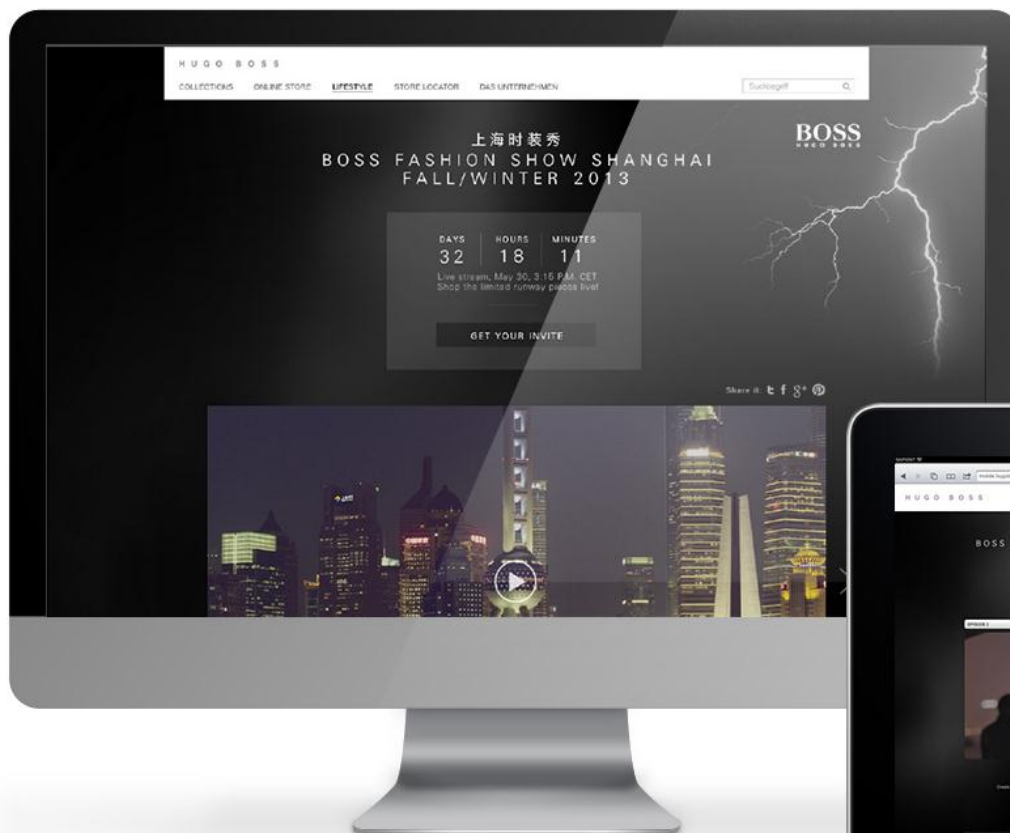 HUGO BOSS
COLLECTIONS ONLINE STORE LIFESTYLE STORE LOCATOR DAS UNTERNEHMEN Suchbegriff
BOSS
HUGO BOSS
上海时装秀
BOSS FASHION SHOW SHANGHAI
FALL/WINTER 2013
DAYS HOURS MINUTES
32 18 11
Live stream, May 30, 3:15 P.M. CET
Shop the limited runway pieces live!
GET YOUR INVITE
Share it:
HUGO BOSS
BOSS
EPISODE 2